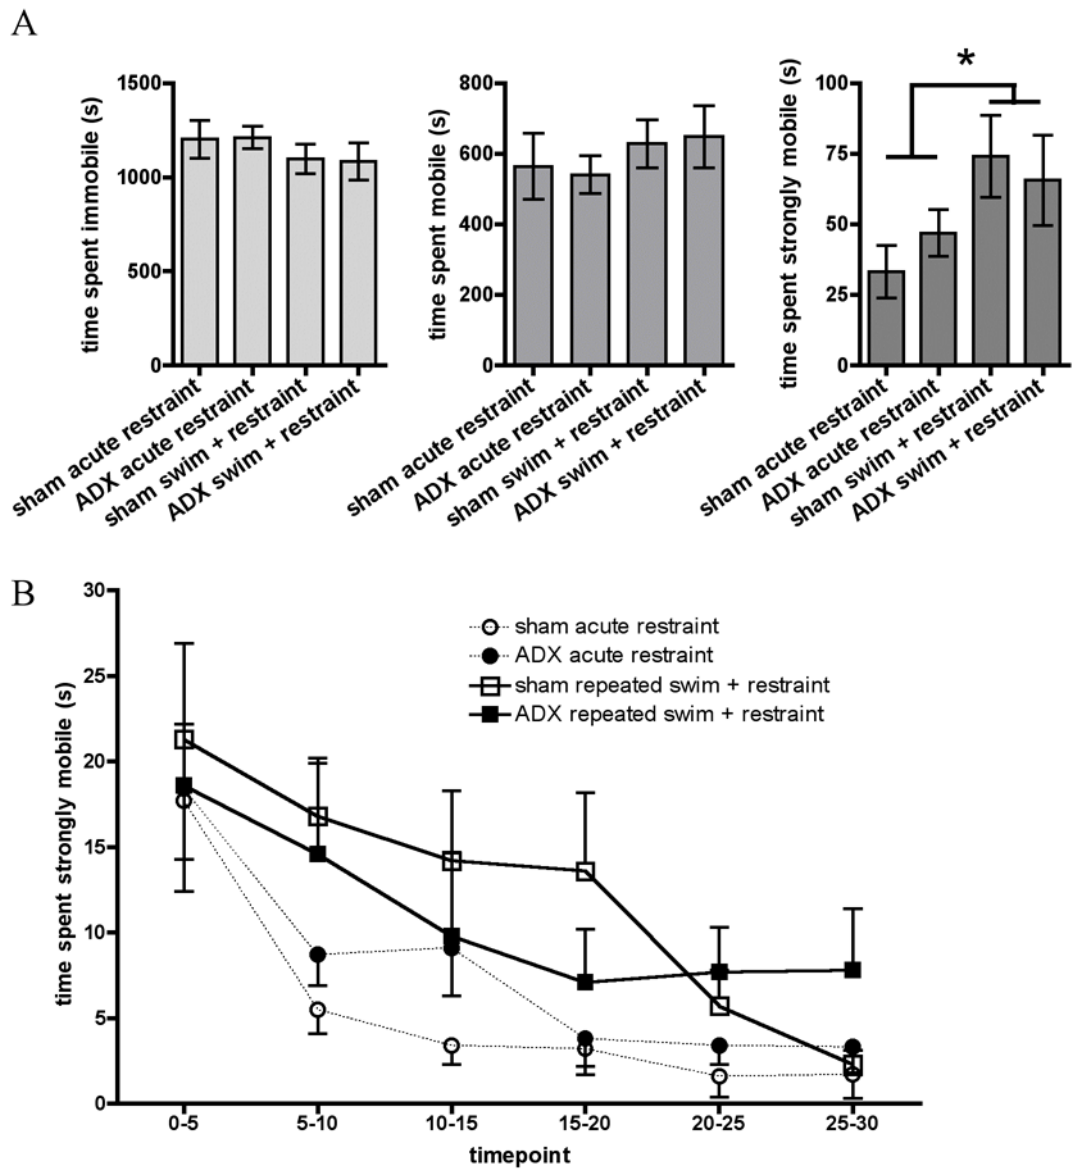 A
time spent immobile (s)
1500
1000
500
0
sham acute restraint
ADX acute restraint
sham swim + restraint
ADX swim + restraint
time spent mobile (s)
800
600
400
200
0
sham acute restraint
ADX acute restraint
sham swim + restraint
ADX swim + restraint
time spent strongly mobile (s)
100
75
50
25
0
*
sham acute restraint
ADX acute restraint
sham swim + restraint
ADX swim + restraint
B
time spent strongly mobile (s)
30
25
20
15
10
5
0
sham acute restraint
ADX acute restraint
sham repeated swim + restraint
ADX repeated swim + restraint
0-5 5-10 10-15 15-20 20-25 25-30
timepoint